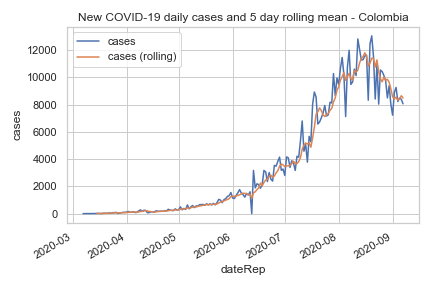 New COVID-19 daily cases and 5 day rolling mean - Colombia
cases
cases (rolling)
12000
10000
8000
6000
4000
2000
0
cases
2020-03
2020-04
2020-05
2020-06
2020-07
2020-08
2020-09
dateRep